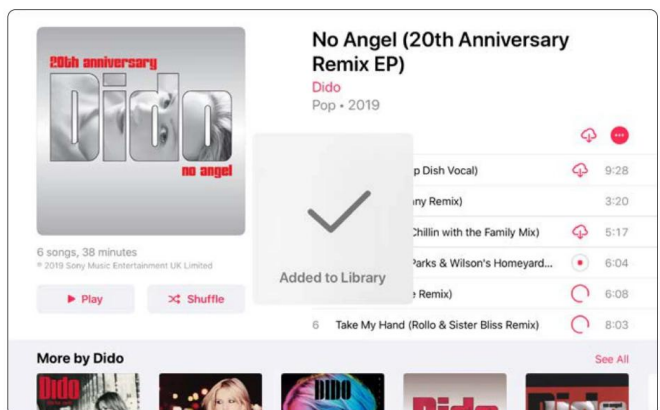 20th anniversary
Dido
no angel
No Angel (20th Anniversary
Remix EP)
Dido
Pop • 2019
p Dish Vocal) 9:28
ny Remix) 3:20
Chillin with the Family Mix) 5:17
Parks & Wilson's Homeyard... 6:04
e Remix) 6:08
6 Take My Hand (Rollo & Sister Bliss Remix) 8:03
Added to Library
6 songs, 38 minutes
℗ 2019 Sony Music Entertainment UK Limited
Play Shuffle
More by Dido See All
Dido
DIDO
Dido